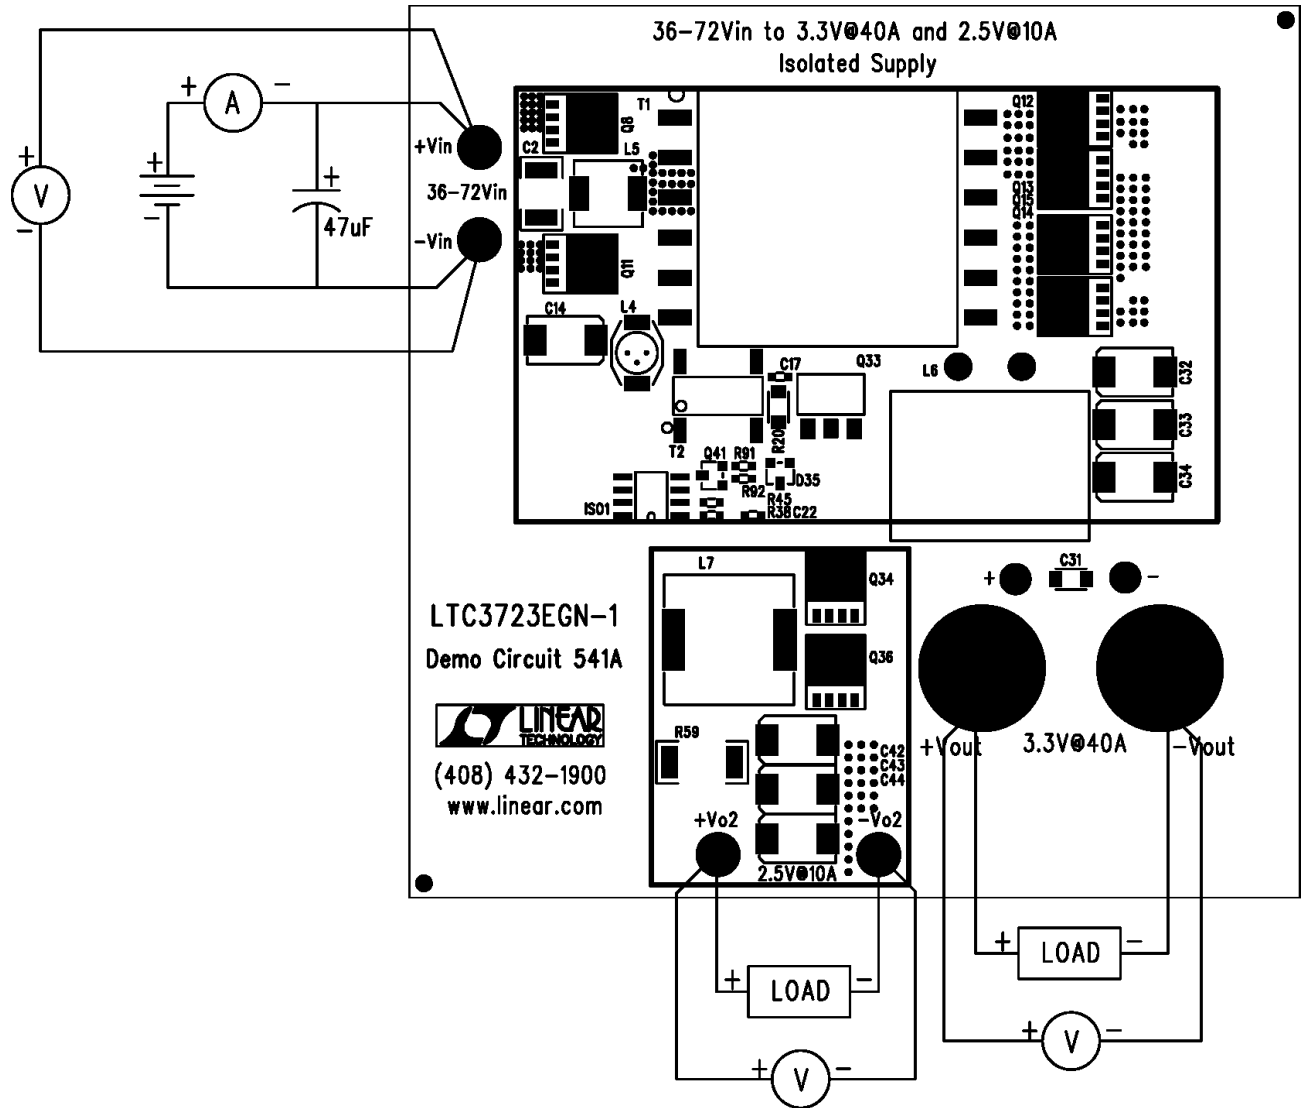 36-72Vin to 3.3V@40A and 2.5V@10A
Isolated Supply
+ A -
+Vin
36-72Vin
-Vin
+
V
-
+
-
+
47uF
C2
Q8
L5
T1
Q11
C14
L4
Q12
Q13
Q15
Q14
C17
Q33
L6
C32
C33
C34
T2
R20
Q41
R91
R92
D35
R45
R38
C22
ISO1
L7
Q34
Q36
+ C31 -
LTC3723EGN-1
Demo Circuit 541A
LINEAR
TECHNOLOGY
(408) 432-1900
www.linear.com
R59
C42
C43
C44
+Vo2
-Vo2
2.5V@10A
+Vout
3.3V@40A
-Vout
+ LOAD -
+ V -
+ LOAD -
+ V -